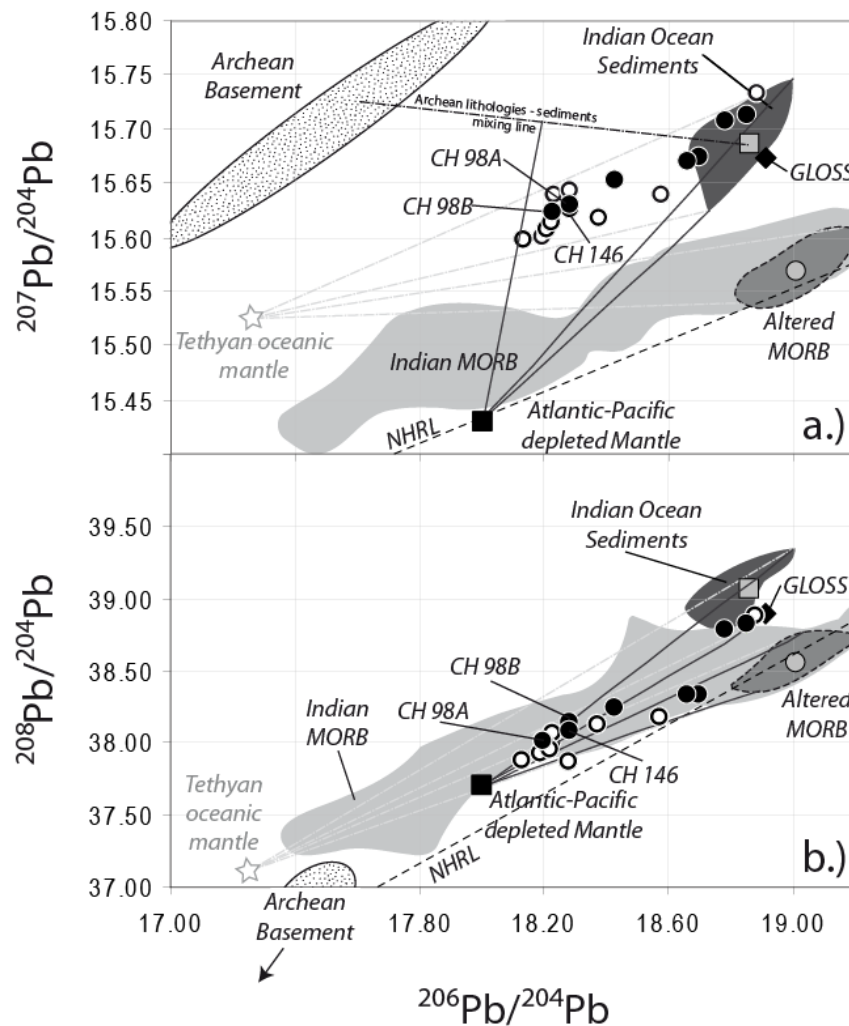 15.80
15.75
15.70
15.65
15.60
15.55
15.50
15.45
207Pb/204Pb
Archean
Basement
Indian Ocean
Sediments
Archean lithologies - sediments
mixing line
CH 98A
CH 98B
CH 146
GLOSS
Tethyan oceanic
mantle
Indian MORB
Altered
MORB
NHRL
Atlantic-Pacific
depleted Mantle
a.)
39.50
39.00
38.50
38.00
37.50
37.00
208Pb/204Pb
Indian Ocean
Sediments
GLOSS
CH 98B
CH 98A
Indian
MORB
CH 146
Altered
MORB
Tethyan
oceanic
mantle
Atlantic-Pacific
depleted Mantle
NHRL
b.)
Archean
Basement
17.00
17.80
18.20
18.60
19.00
206Pb/204Pb